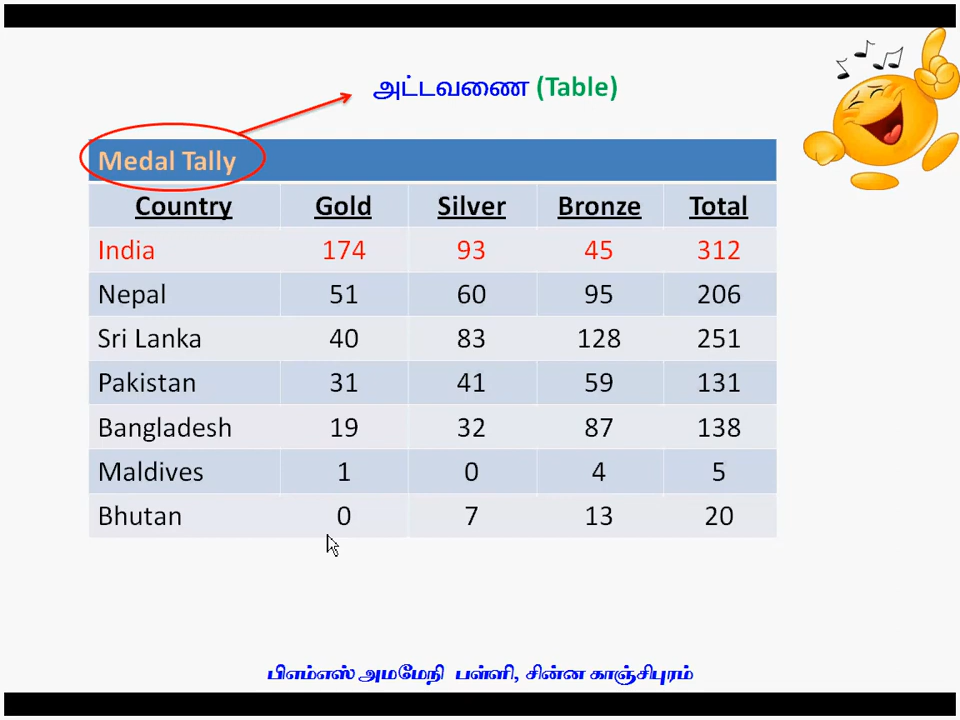 அட்டவணை (Table)
Medal Tally
Country Gold Silver Bronze Total
India 174 93 45 312
Nepal 51 60 95 206
Sri Lanka 40 83 128 251
Pakistan 31 41 59 131
Bangladesh 19 32 87 138
Maldives 1 0 4 5
Bhutan 0 7 13 20
பிஎம்எஸ் அமமேநி பள்ளி, சின்ன காஞ்சிபுரம்